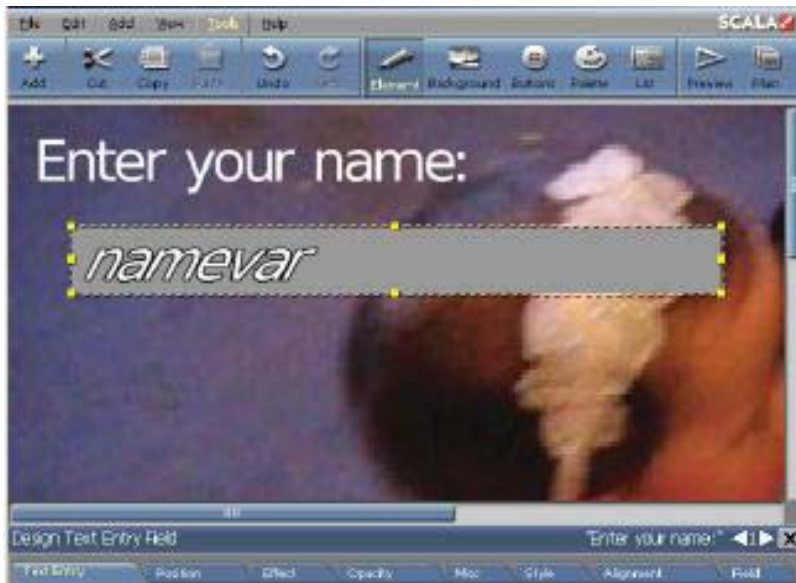 File Edit Add View Tools Help SCALA
Add Cut Copy Paste Undo Element Background Buttons Palette List Preview Main
Enter your name:
namevar
Design Text Entry Field "Enter your name:" 1
Text Entry Position Effect Opacity Misc Style Alignment Field